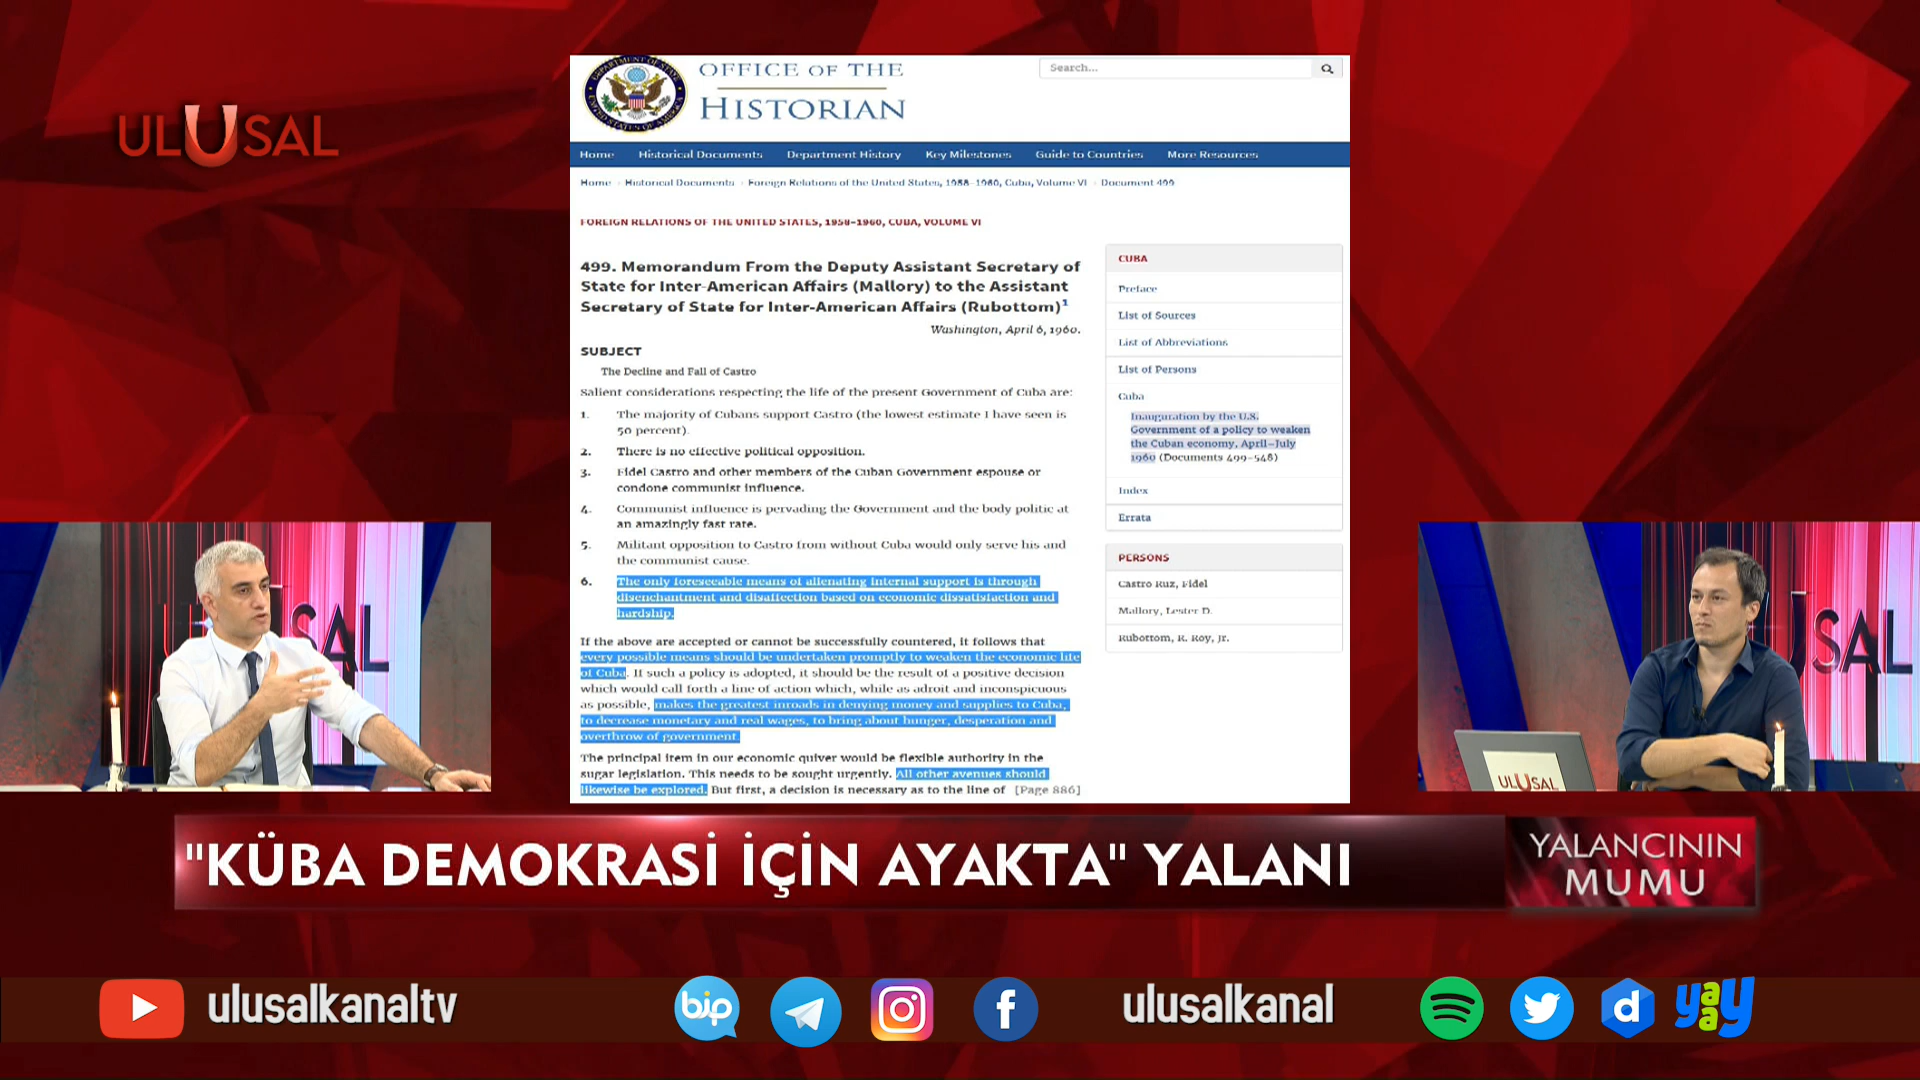 ULUSAL
OFFICE OF THE
HISTORIAN
Search...
Home Historical Documents Department History Key Milestones Guide to Countries More Resources
Home › Historical Documents › Foreign Relations of the United States, 1958–1960, Cuba, Volume VI › Document 499
FOREIGN RELATIONS OF THE UNITED STATES, 1958–1960, CUBA, VOLUME VI
499. Memorandum From the Deputy Assistant Secretary of
State for Inter-American Affairs (Mallory) to the Assistant
Secretary of State for Inter-American Affairs (Rubottom)1
Washington, April 6, 1960.
SUBJECT
The Decline and Fall of Castro
Salient considerations respecting the life of the present Government of Cuba are:
1. The majority of Cubans support Castro (the lowest estimate I have seen is
50 percent).
2. There is no effective political opposition.
3. Fidel Castro and other members of the Cuban Government espouse or
condone communist influence.
4. Communist influence is pervading the Government and the body politic at
an amazingly fast rate.
5. Militant opposition to Castro from without Cuba would only serve his and
the communist cause.
6. The only foreseeable means of alienating internal support is through
disenchantment and disaffection based on economic dissatisfaction and
hardship.
If the above are accepted or cannot be successfully countered, it follows that
every possible means should be undertaken promptly to weaken the economic life
of Cuba. If such a policy is adopted, it should be the result of a positive decision
which would call forth a line of action which, while as adroit and inconspicuous
as possible, makes the greatest inroads in denying money and supplies to Cuba,
to decrease monetary and real wages, to bring about hunger, desperation and
overthrow of government.
The principal item in our economic quiver would be flexible authority in the
sugar legislation. This needs to be sought urgently. All other avenues should
likewise be explored. But first, a decision is necessary as to the line of [Page 886]
CUBA
Preface
List of Sources
List of Abbreviations
List of Persons
Cuba
Inauguration by the U.S.
Government of a policy to weaken
the Cuban economy, April–July
1960 (Documents 499–548)
Index
Errata
PERSONS
Castro Ruz, Fidel
Mallory, Lester D.
Rubottom, R. Roy, Jr.
SAL
USAL
ULUSAL
"KÜBA DEMOKRASİ İÇİN AYAKTA" YALANI
YALANCININ
MUMU
ulusalkanaltv
bip
ulusalkanal
d
yaay